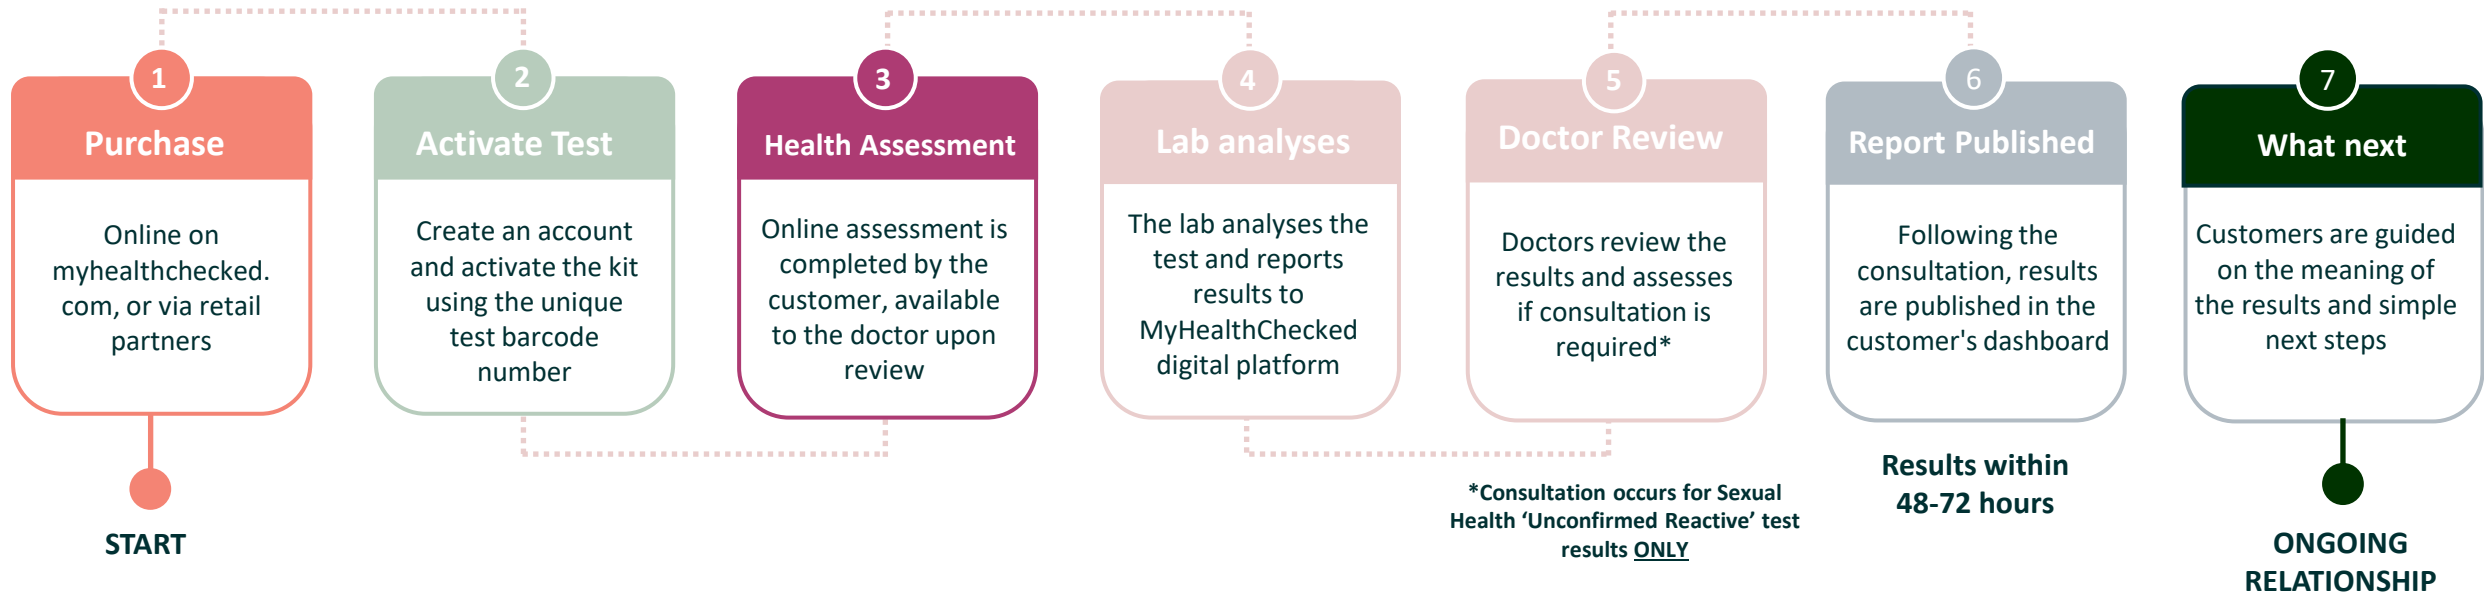 1
Purchase
Online on
myhealthchecked.
com, or via retail
partners
START
2
Activate Test
Create an account
and activate the kit
using the unique
test barcode
number
3
Health Assessment
Online assessment is
completed by the
customer, available
to the doctor upon
review
4
Lab analyses
The lab analyses the
test and reports
results to
MyHealthChecked
digital platform
5
Doctor Review
Doctors review the
results and assesses
if consultation is
required*
*Consultation occurs for Sexual
Health ‘Unconfirmed Reactive’ test
results ONLY
6
Report Published
Following the
consultation, results
are published in the
customer's dashboard
Results within
48-72 hours
7
What next
Customers are guided
on the meaning of
the results and simple
next steps
ONGOING
RELATIONSHIP